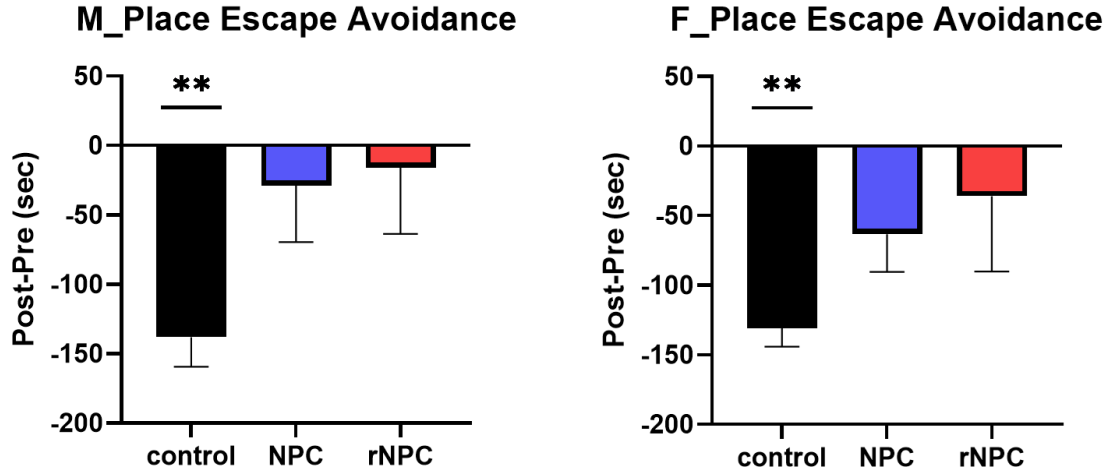 M_Place Escape Avoidance
**
Post-Pre (sec)
50
0
-50
-100
-150
-200
control NPC rNPC
F_Place Escape Avoidance
**
Post-Pre (sec)
50
0
-50
-100
-150
-200
control NPC rNPC